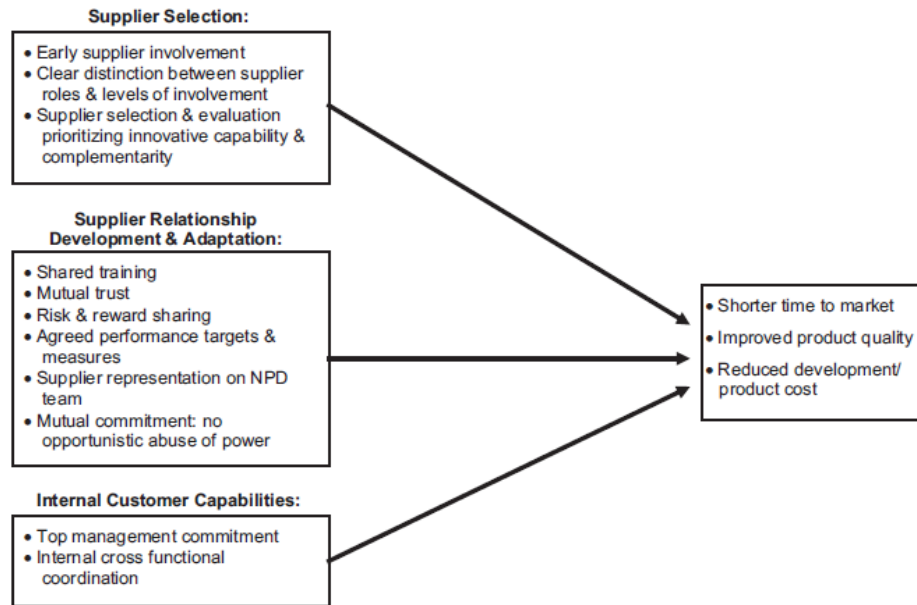 Supplier Selection:
• Early supplier involvement
• Clear distinction between supplier
roles & levels of involvement
• Supplier selection & evaluation
prioritizing innovative capability &
complementarity
Supplier Relationship
Development & Adaptation:
• Shared training
• Mutual trust
• Risk & reward sharing
• Agreed performance targets &
measures
• Supplier representation on NPD
team
• Mutual commitment: no
opportunistic abuse of power
Internal Customer Capabilities:
• Top management commitment
• Internal cross functional
coordination
• Shorter time to market
• Improved product quality
• Reduced development/
product cost